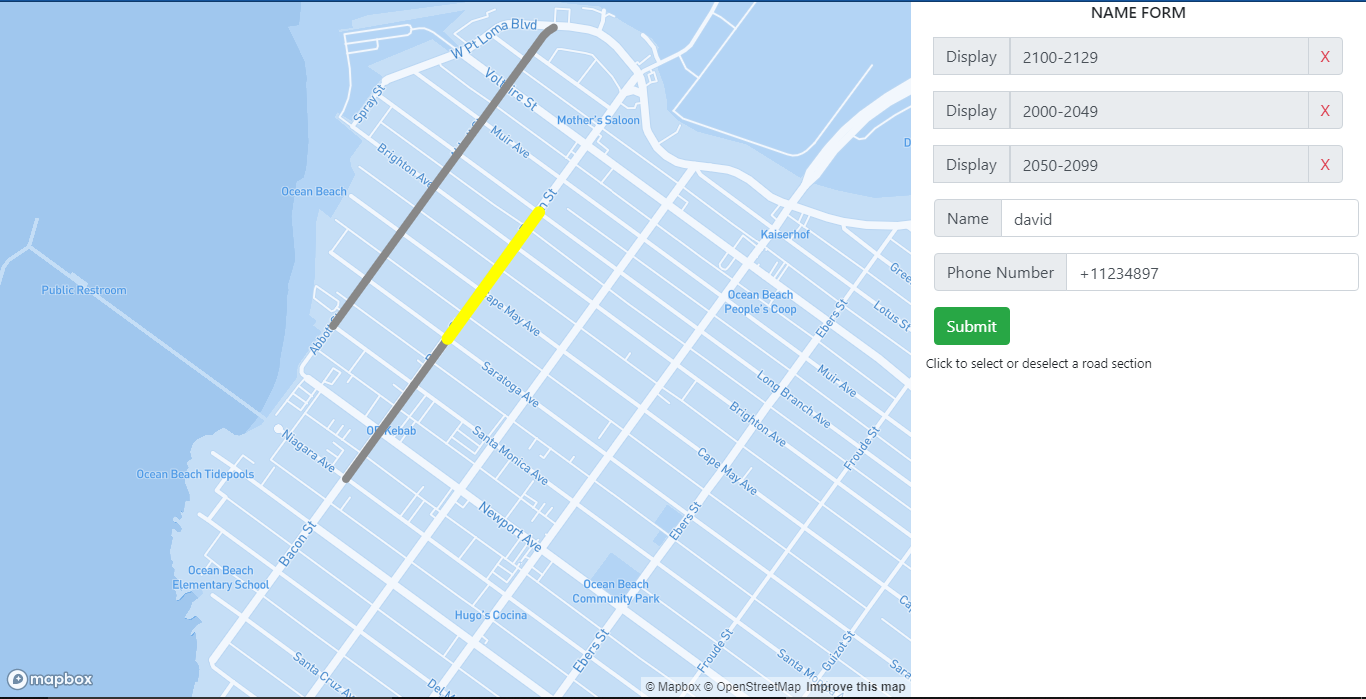 W Pt Loma Blvd
Voltaire St
Spray St
Mother's Saloon
Muir Ave
Brighton Ave
Ocean Beach
Kaiserhof
Public Restroom
Cape May Ave
Ocean Beach
People's Coop
Ebers St
Lotus St
Abbott St
Saratoga Ave
Muir Ave
Long Branch Ave
Brighton Ave
OB Kebab
Niagara Ave
Santa Monica Ave
Froude St
Cape May Ave
Ocean Beach Tidepools
Newport Ave
Ebers St
Bacon St
Ocean Beach
Elementary School
Ocean Beach
Community Park
Hugo's Cocina
Ebers St
Froude St
Guizot St
Santa Cruz Ave
Del M
Santa Mo
Sara
mapbox
© Mapbox © OpenStreetMap Improve this map
NAME FORM
Display 2100-2129 X
Display 2000-2049 X
Display 2050-2099 X
Name david
Phone Number +11234897
Submit
Click to select or deselect a road section